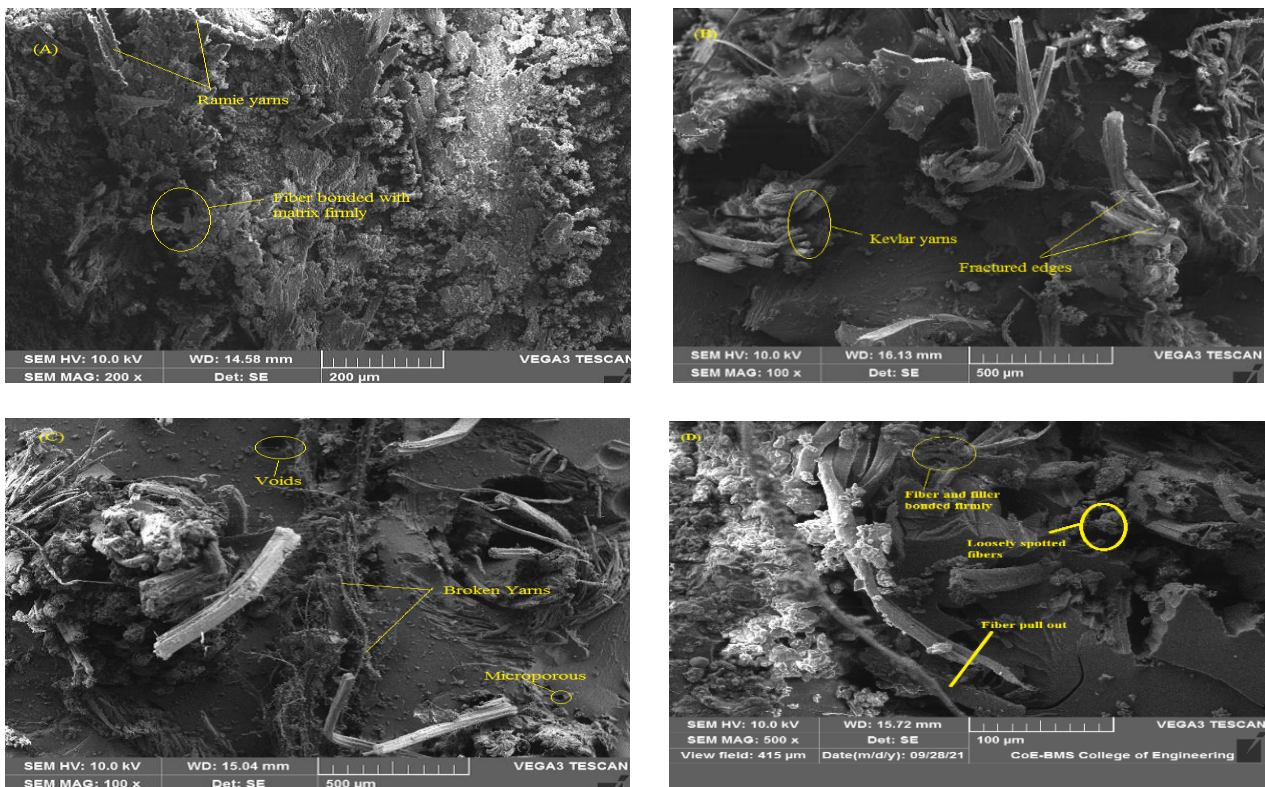 (A)
Ramie yarns
Fiber bonded with
matrix firmly
SEM HV: 10.0 kV WD: 14.58 mm VEGA3 TESCAN
SEM MAG: 200 x Det: SE 200 µm
(B)
Kevlar yarns
Fractured edges
SEM HV: 10.0 kV WD: 16.13 mm VEGA3 TESCAN
SEM MAG: 100 x Det: SE 500 µm
(C)
Voids
Broken Yarns
Microporous
SEM HV: 10.0 kV WD: 15.04 mm VEGA3 TESCAN
SEM MAG: 100 x Det: SE 500 µm
(D)
Fiber and filler
bonded firmly
Loosely spotted
fibers
Fiber pull out
SEM HV: 10.0 kV WD: 15.72 mm VEGA3 TESCAN
SEM MAG: 500 x Det: SE 100 µm
View field: 415 µm Date(m/d/y): 09/28/21 CoE-BMS College of Engineering